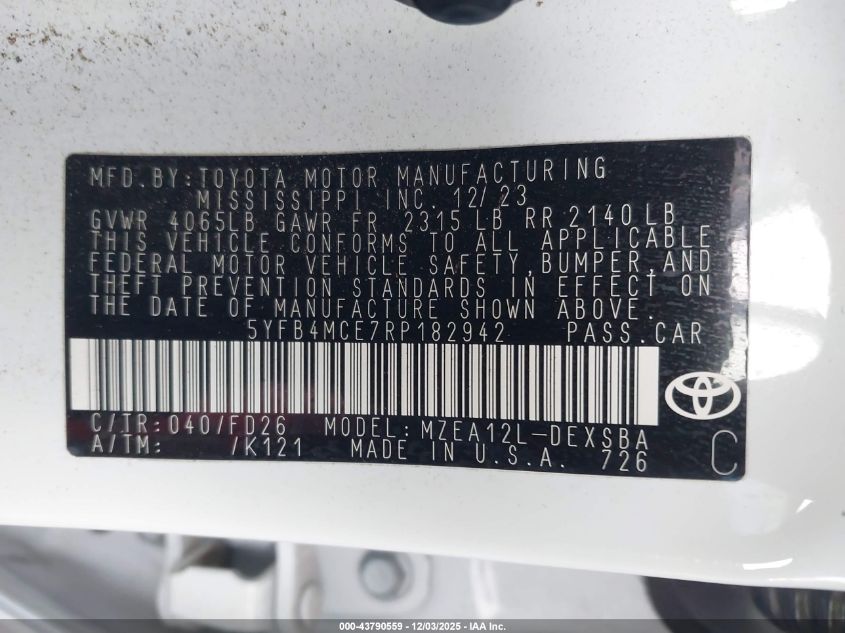 MFD.BY:TOYOTA MOTOR MANUFACTURING
MISSISSIPPI INC. 12/23
GVWR 4065LB GAWR FR 2315 LB RR 2140 LB
THIS VEHICLE CONFORMS TO ALL APPLICABLE
FEDERAL MOTOR VEHICLE SAFETY,BUMPER,AND
THEFT PREVENTION STANDARDS IN EFFECT ON
THE DATE OF MANUFACTURE SHOWN ABOVE.
5YFB4MCE7RP182942 PASS.CAR
C/TR:040/FD26 MODEL:MZEA12L-DEXSBA
A/TM: /K121 MADE IN U.S.A. 726
C
000-43790559 - 12/03/2025 - IAA Inc.